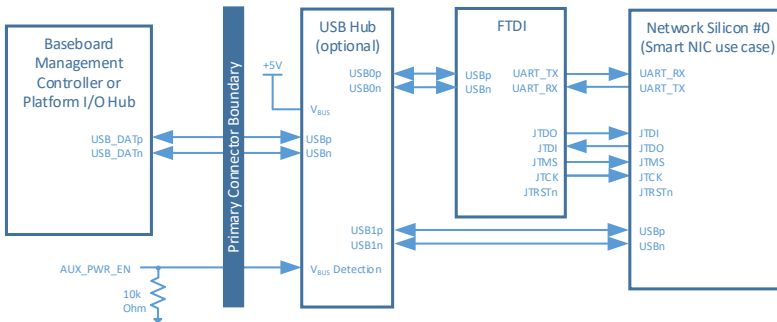 Baseboard
Management
Controller or
Platform I/O Hub
USB_DATp
USB_DATn
AUX_PWR_EN
10k
Ohm
Primary Connector Boundary
USB Hub
(optional)
+5V
USB0p
USB0n
VBUS
USBp
USBn
USB1p
USB1n
VBUS Detection
FTDI
USBp
USBn
UART_TX
UART_RX
JTDO
JTDI
JTMS
JTCK
JTRSTn
Network Silicon #0
(Smart NIC use case)
UART_RX
UART_TX
JTDI
JTDO
JTMS
JTCK
JTRSTn
USBp
USBn